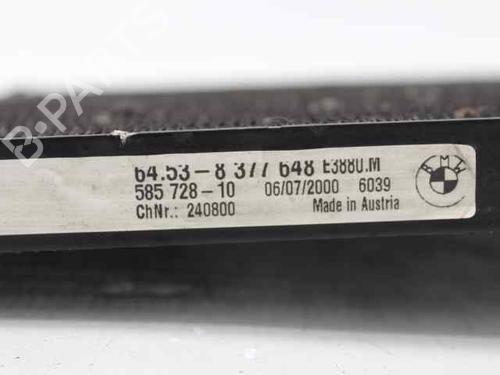 B-PARTS
64.53-8 377 648 E3880.M
585 728-10 06/07/2000 6039
ChNr.: 240800 Made in Austria
BMW